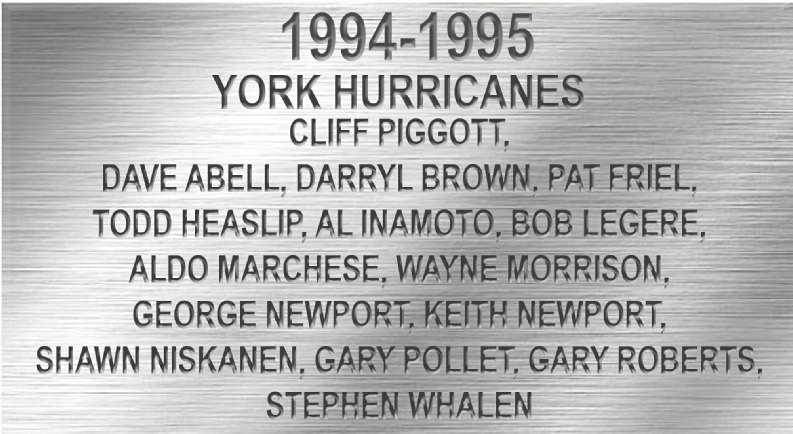 1994-1995
YORK HURRICANES
CLIFF PIGGOTT,
DAVE ABELL, DARRYL BROWN, PAT FRIEL,
TODD HEASLIP, AL INAMOTO, BOB LEGERE,
ALDO MARCHESE, WAYNE MORRISON,
GEORGE NEWPORT, KEITH NEWPORT,
SHAWN NISKANEN, GARY POLLET, GARY ROBERTS,
STEPHEN WHALEN